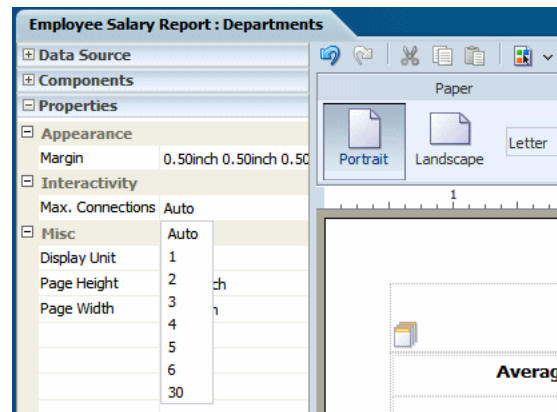 Employee Salary Report : Departments
Data Source
Components
Properties
Appearance
Margin 0.50inch 0.50inch 0.50
Interactivity
Max. Connections Auto
Misc
Display Unit
Page Height
Page Width
Auto
1
2
3
4
5
6
30
ch
Paper
Portrait
Landscape
Letter
1
Averag